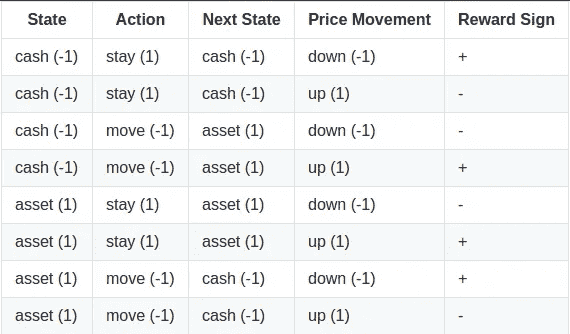 State Action Next State Price Movement Reward Sign
cash (-1) stay (1) cash (-1) down (-1) +
cash (-1) stay (1) cash (-1) up (1) -
cash (-1) move (-1) asset (1) down (-1) -
cash (-1) move (-1) asset (1) up (1) +
asset (1) stay (1) asset (1) down (-1) -
asset (1) stay (1) asset (1) up (1) +
asset (1) move (-1) cash (-1) down (-1) +
asset (1) move (-1) cash (-1) up (1) -